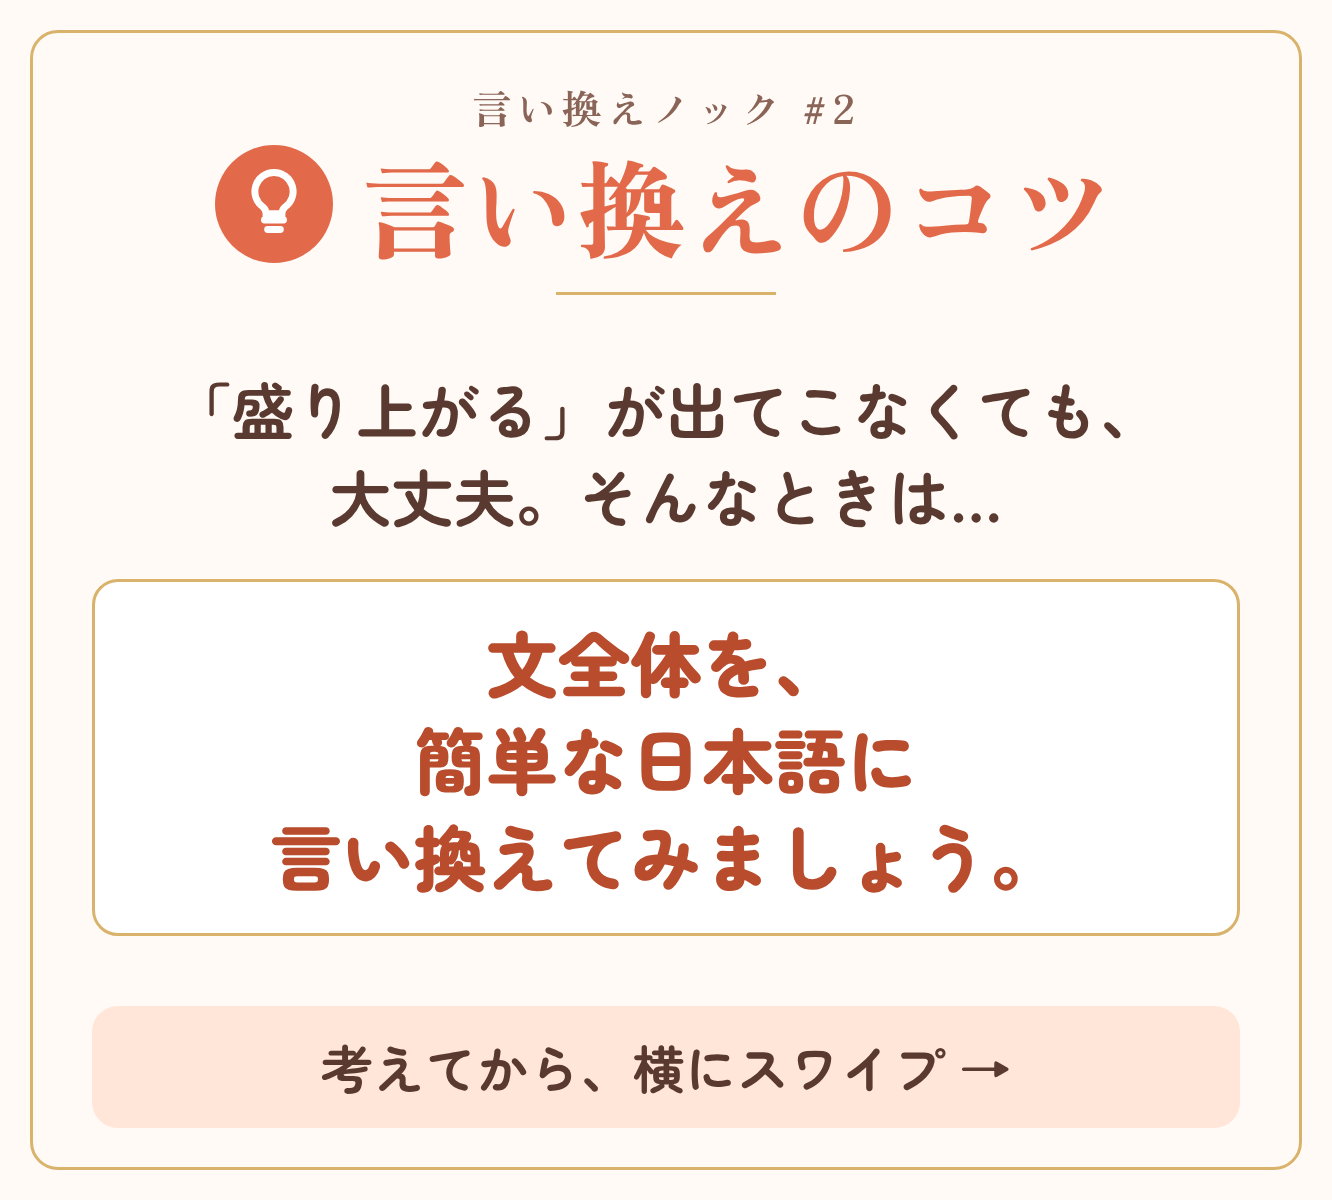 言い換えノック #2
言い換えのコツ
「盛り上がる」が出てこなくても、
大丈夫。そんなときは...
文全体を、
簡単な日本語に
言い換えてみましょう。
考えてから、横にスワイプ →